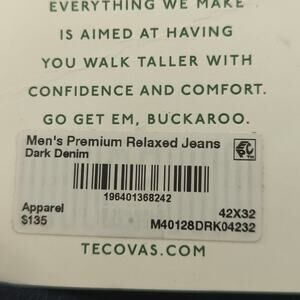 EVERYTHING WE MAKE
IS AIMED AT HAVING
YOU WALK TALLER WITH
CONFIDENCE AND COMFORT.
GO GET EM, BUCKAROO.
Men's Premium Relaxed Jeans
Dark Denim
196401368242
Apparel
42X32
$135
M40128DRK04232
TECOVAS.COM